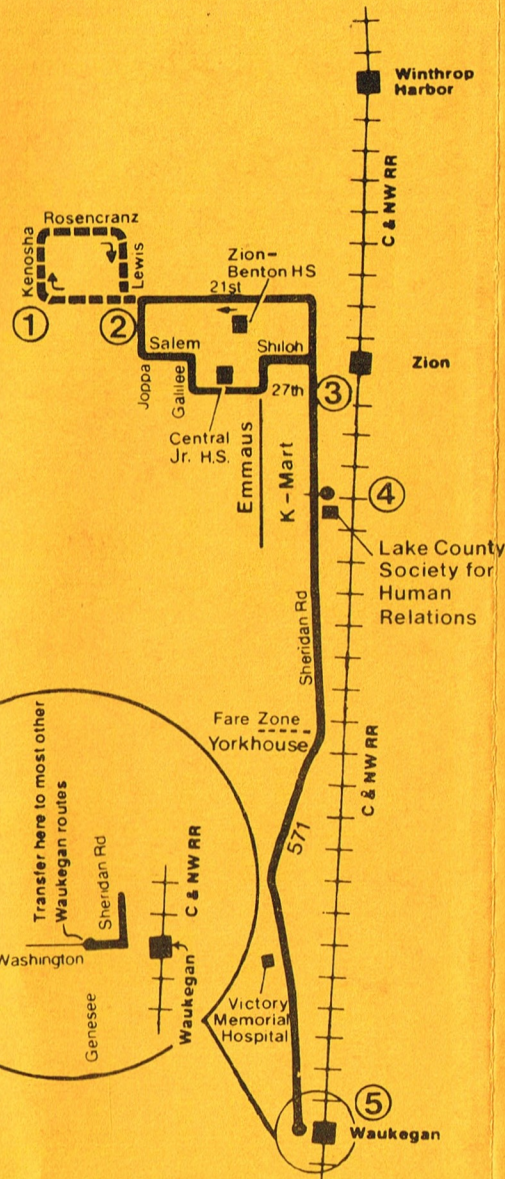 Winthrop
Harbor
C & NW RR
Rosencranz
Kenosha
Lewis
Zion-
Benton HS
21st
1
2
Salem
Shiloh
Zion
Joppa
Galilee
27th
3
Central
Jr. H.S.
Emmaus
K-Mart
4
Lake County
Society for
Human
Relations
Sheridan Rd
Fare Zone
Yorkhouse
C & NW RR
571
Transfer here to most other
Waukegan routes
Sheridan Rd
C & NW RR
Washington
Genesee
Waukegan
Victory
Memorial
Hospital
5
Waukegan